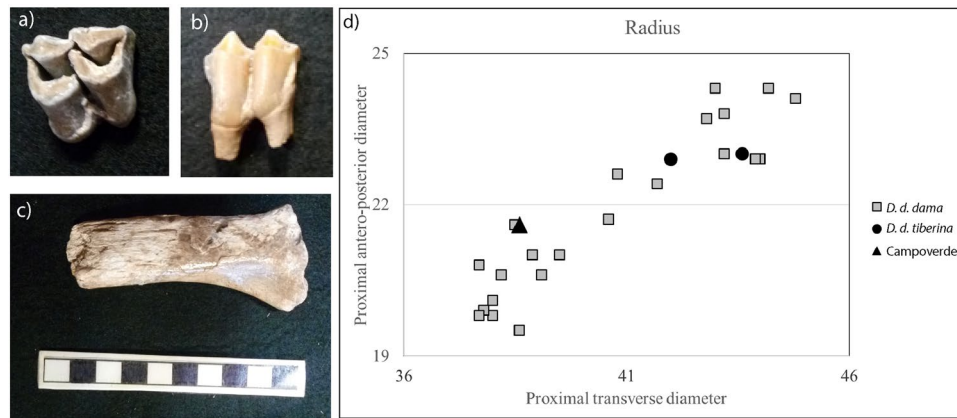 a)
b)
c)
d)
Radius
Proximal antero-posterior diameter
25
22
19
36
41
46
Proximal transverse diameter
D. d. dama
D. d. tiberina
Campoverde